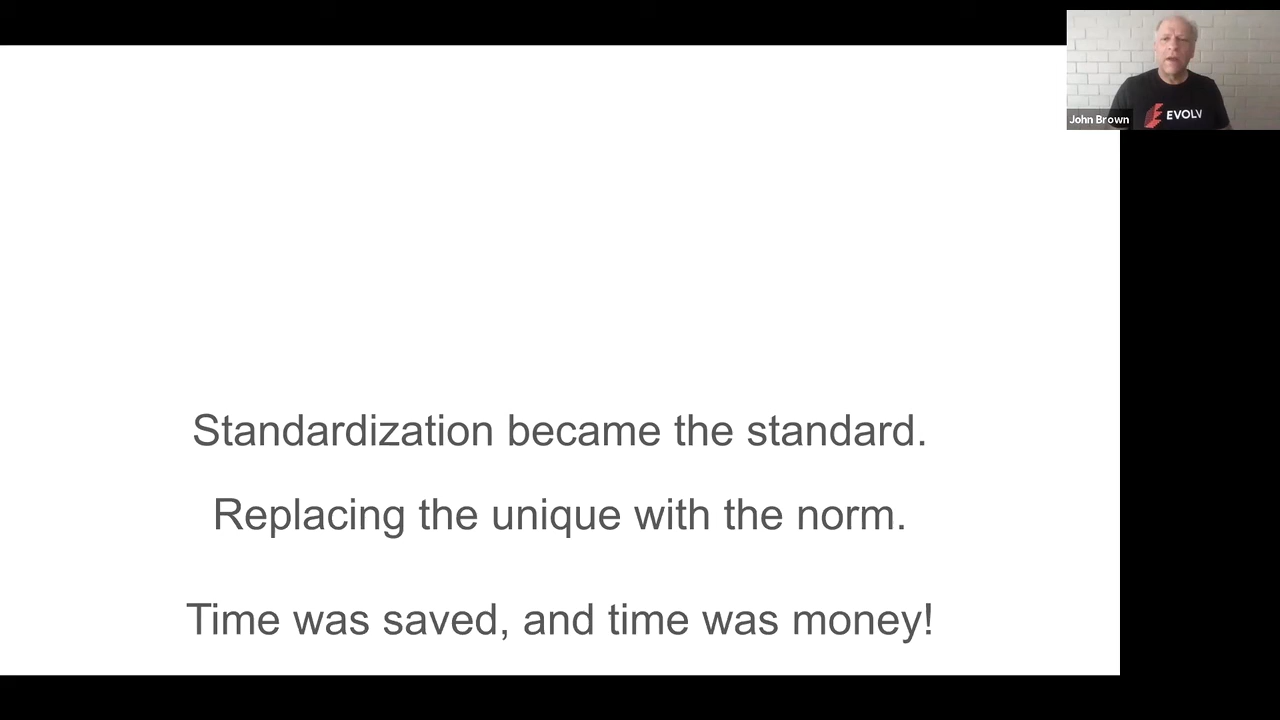 EVOLV
John Brown
Standardization became the standard.
Replacing the unique with the norm.
Time was saved, and time was money!